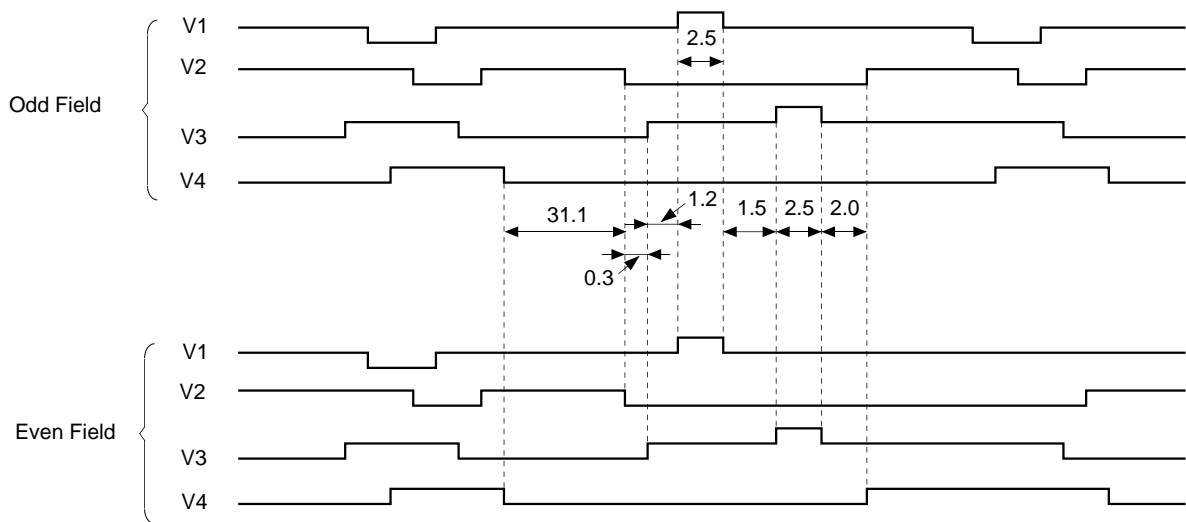 V1
2.5
V2
Odd Field
V3
V4
1.2
31.1
1.5 2.5 2.0
0.3
V1
V2
Even Field
V3
V4